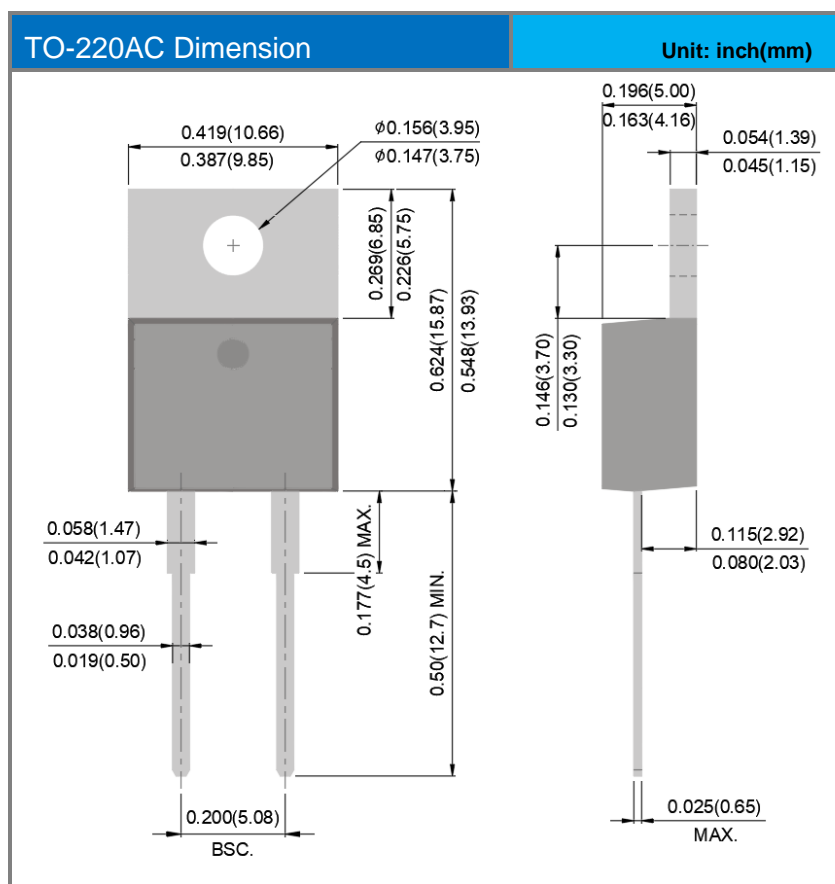 TO-220AC Dimension
Unit: inch(mm)
0.419(10.66)
0.387(9.85)
ϕ0.156(3.95)
ϕ0.147(3.75)
0.269(6.85)
0.226(5.75)
0.624(15.87)
0.548(13.93)
0.058(1.47)
0.042(1.07)
0.177(4.5) MAX.
0.50(12.7) MIN.
0.038(0.96)
0.019(0.50)
0.200(5.08)
BSC.
0.196(5.00)
0.163(4.16)
0.054(1.39)
0.045(1.15)
0.146(3.70)
0.130(3.30)
0.115(2.92)
0.080(2.03)
0.025(0.65)
MAX.